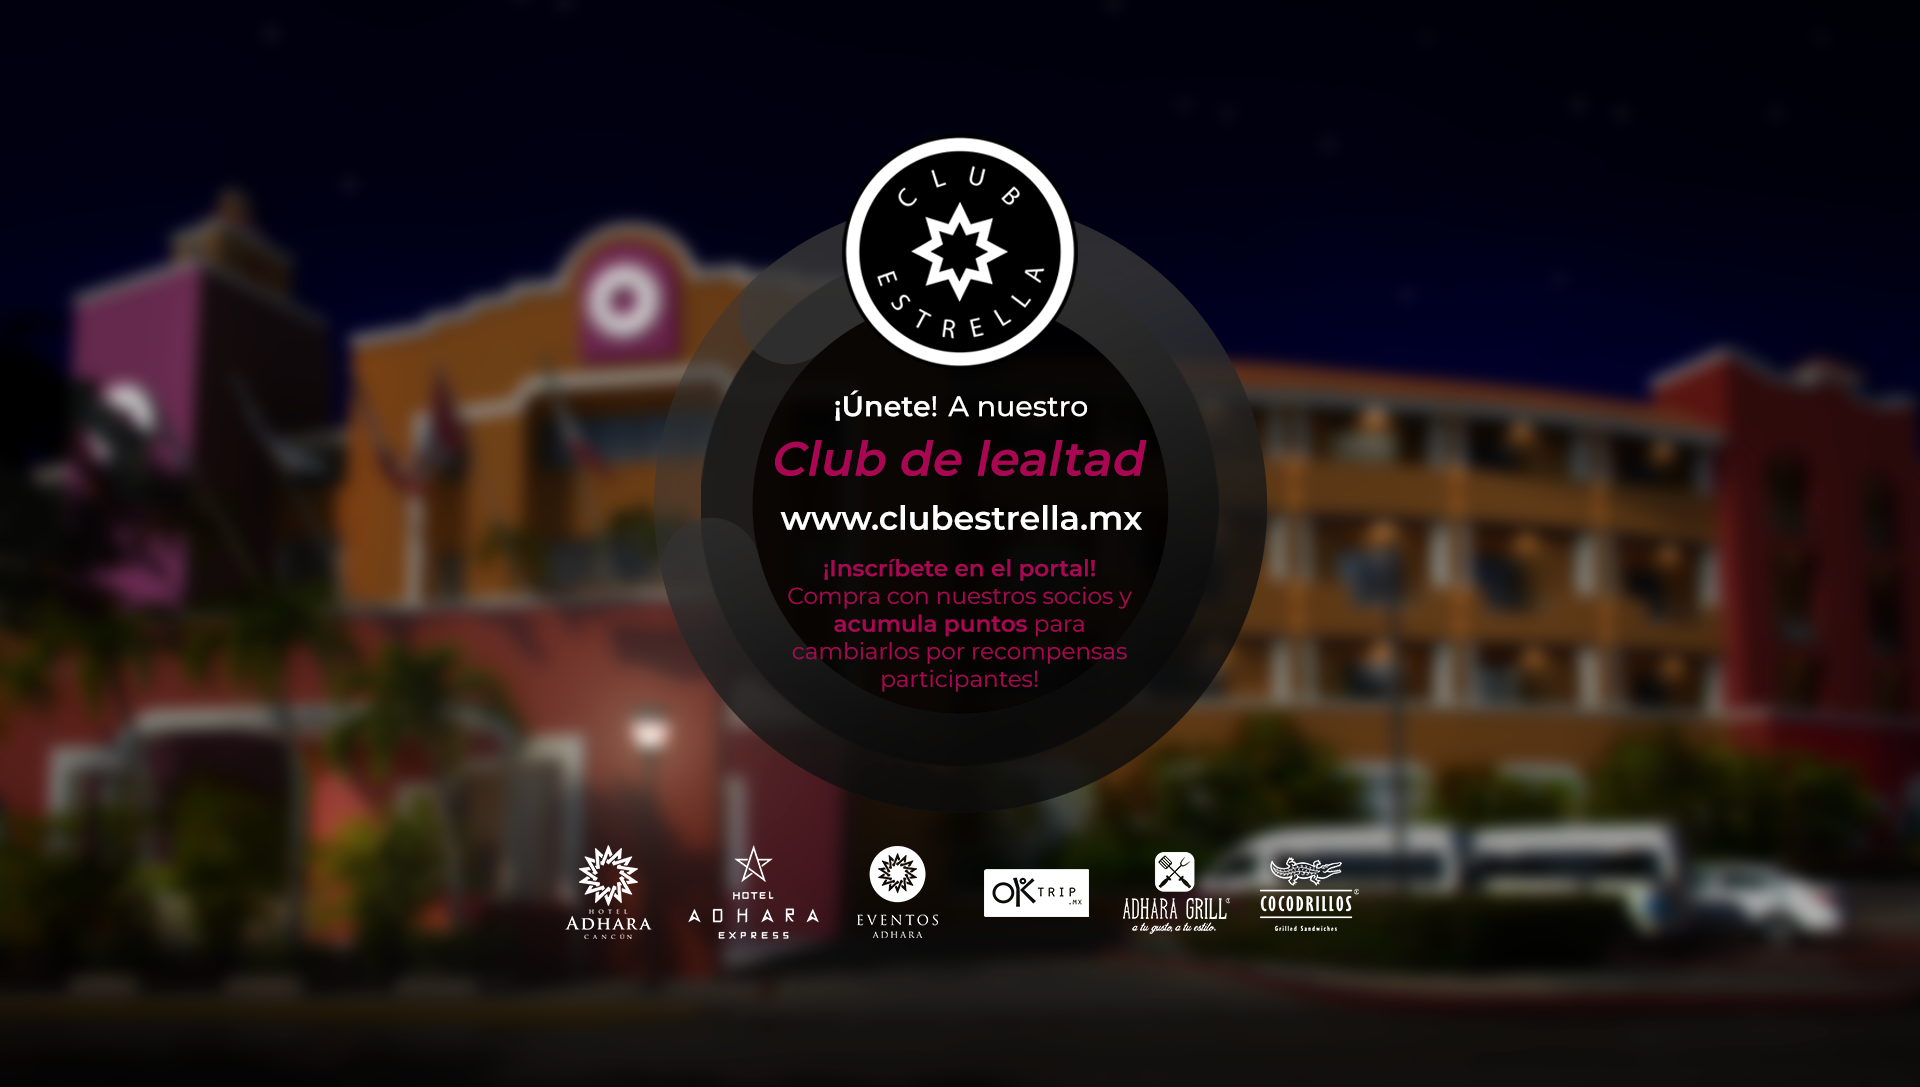 CLUB
ESTRELLA
¡Únete! A nuestro
Club de lealtad
www.clubestrella.mx
¡Inscríbete en el portal!
Compra con nuestros socios y
acumula puntos para
cambiarlos por recompensas
participantes!
HOTEL
ADHARA
CANCÚN
HOTEL
ADHARA
EXPRESS
EVENTOS
ADHARA
OK TRIP
.MX
ADHARA GRILL
a tu gusto, a tu estilo.
COCODRILLOS
Grilled Sandwiches